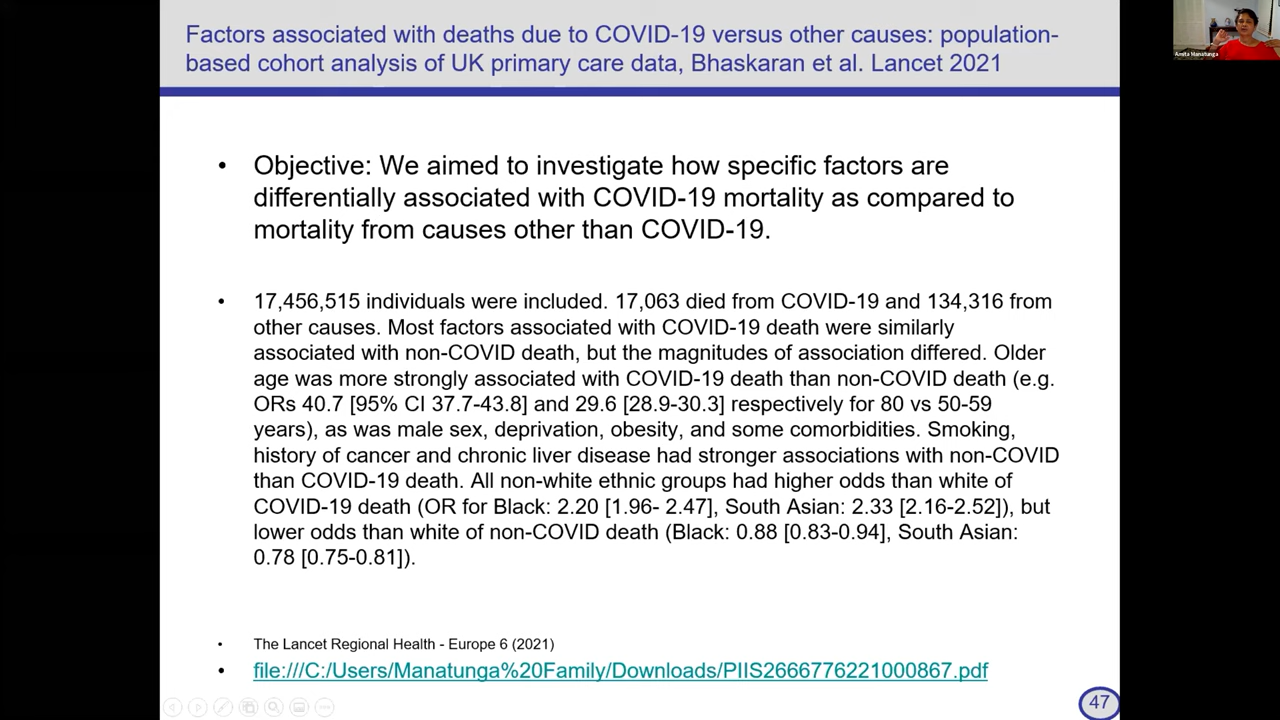 Factors associated with deaths due to COVID-19 versus other causes: population-
based cohort analysis of UK primary care data, Bhaskaran et al. Lancet 2021
Amita Manatunga
• Objective: We aimed to investigate how specific factors are
differentially associated with COVID-19 mortality as compared to
mortality from causes other than COVID-19.
• 17,456,515 individuals were included. 17,063 died from COVID-19 and 134,316 from
other causes. Most factors associated with COVID-19 death were similarly
associated with non-COVID death, but the magnitudes of association differed. Older
age was more strongly associated with COVID-19 death than non-COVID death (e.g.
ORs 40.7 [95% CI 37.7-43.8] and 29.6 [28.9-30.3] respectively for 80 vs 50-59
years), as was male sex, deprivation, obesity, and some comorbidities. Smoking,
history of cancer and chronic liver disease had stronger associations with non-COVID
than COVID-19 death. All non-white ethnic groups had higher odds than white of
COVID-19 death (OR for Black: 2.20 [1.96- 2.47], South Asian: 2.33 [2.16-2.52]), but
lower odds than white of non-COVID death (Black: 0.88 [0.83-0.94], South Asian:
0.78 [0.75-0.81]).
• The Lancet Regional Health - Europe 6 (2021)
• file:///C:/Users/Manatunga%20Family/Downloads/PIIS2666776221000867.pdf
47